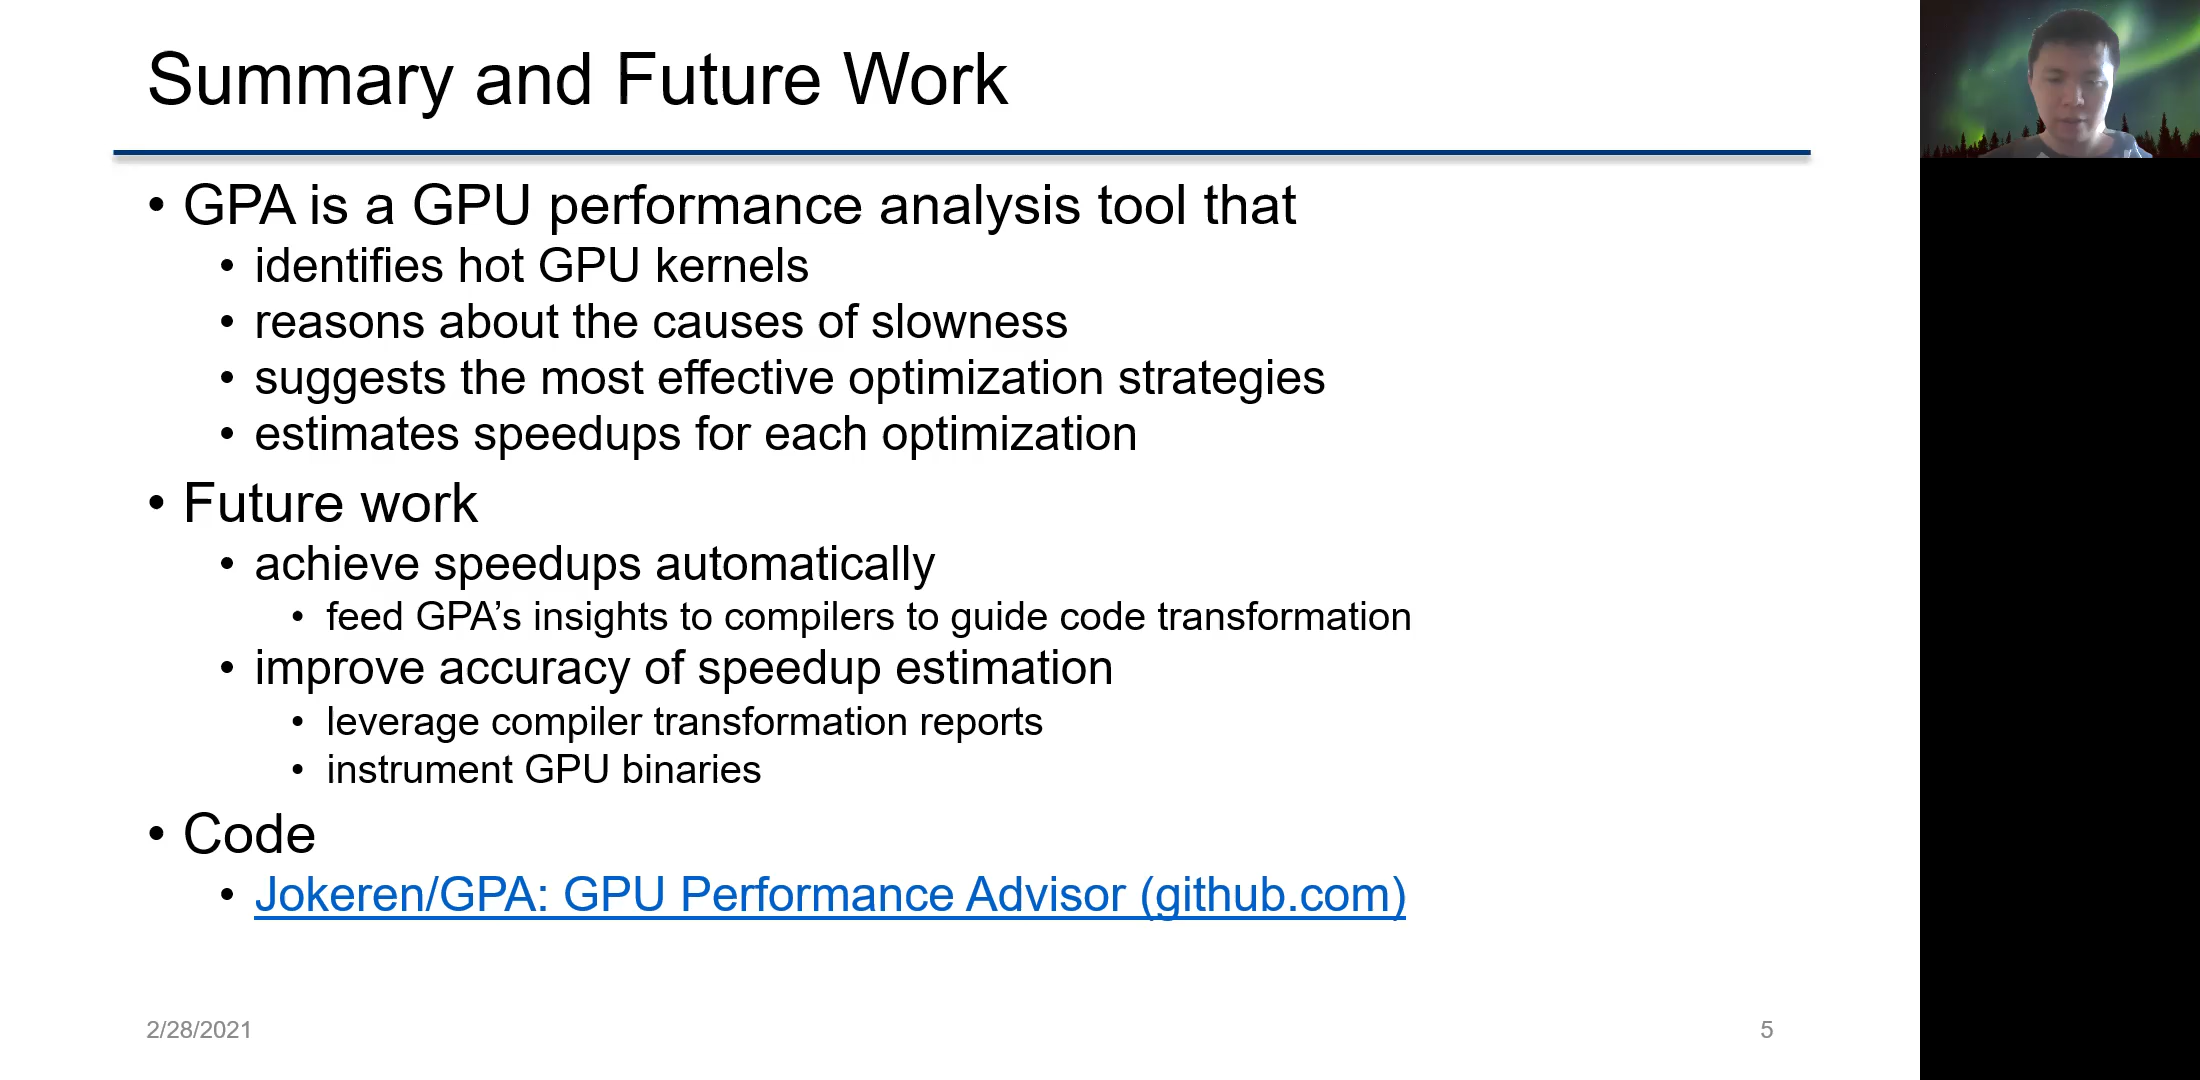 Summary and Future Work
• GPA is a GPU performance analysis tool that
• identifies hot GPU kernels
• reasons about the causes of slowness
• suggests the most effective optimization strategies
• estimates speedups for each optimization
• Future work
• achieve speedups automatically
• feed GPA’s insights to compilers to guide code transformation
• improve accuracy of speedup estimation
• leverage compiler transformation reports
• instrument GPU binaries
• Code
• Jokeren/GPA: GPU Performance Advisor (github.com)
2/28/2021
5